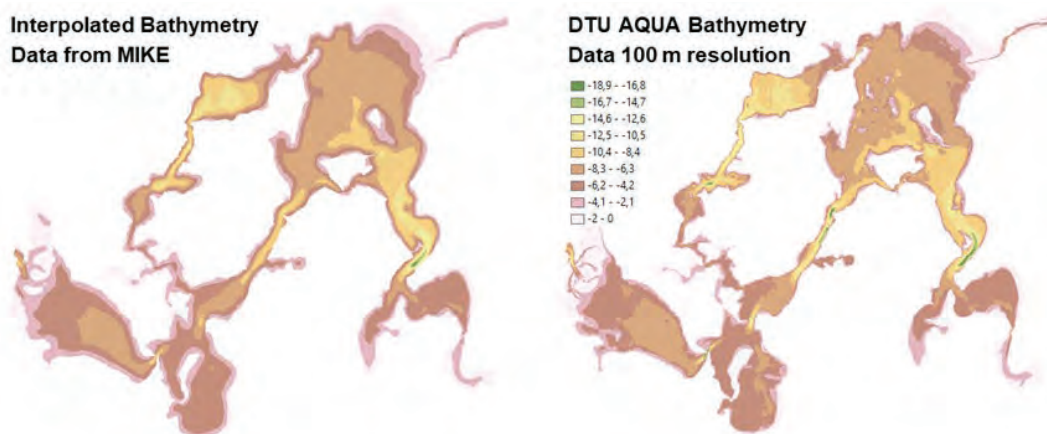 Interpolated Bathymetry
Data from MIKE
DTU AQUA Bathymetry
Data 100 m resolution
-18,9 - -16,8
-16,7 - -14,7
-14,6 - -12,6
-12,5 - -10,5
-10,4 - -8,4
-8,3 - -6,3
-6,2 - -4,2
-4,1 - -2,1
-2 - 0